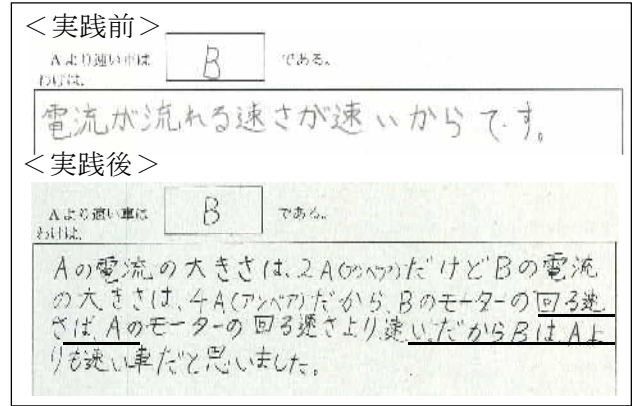 ＜実践前＞
Aより速い車は B である。
わけは、
電流が流れる速さが速いからです。
＜実践後＞
Aより速い車は B である。
わけは、
Aの電流の大きさは、2A(アンペア)だけどBの電流
の大きさは、4A(アンペア)だから、Bのモーターの回る速
さは、Aのモーターの回る速さより、速い。だからBは、Aよ
りも速い車だと思いました。